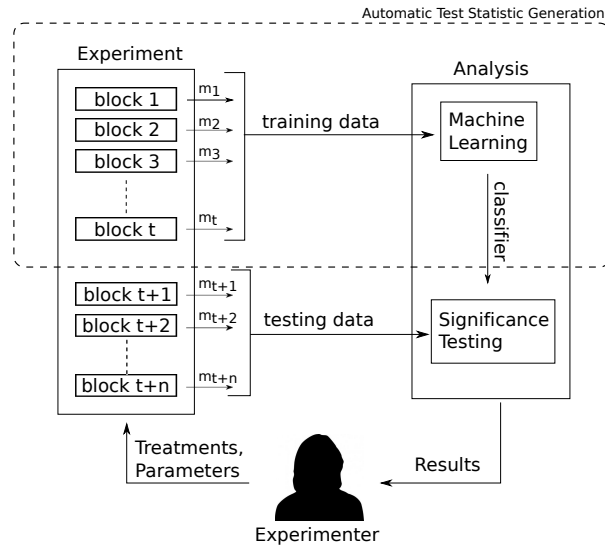 Automatic Test Statistic Generation
Experiment
Analysis
block 1
m1
block 2
m2
block 3
m3
block t
mt
training data
Machine
Learning
classifier
block t+1
mt+1
block t+2
mt+2
block t+n
mt+n
testing data
Significance
Testing
Treatments,
Parameters
Results
Experimenter